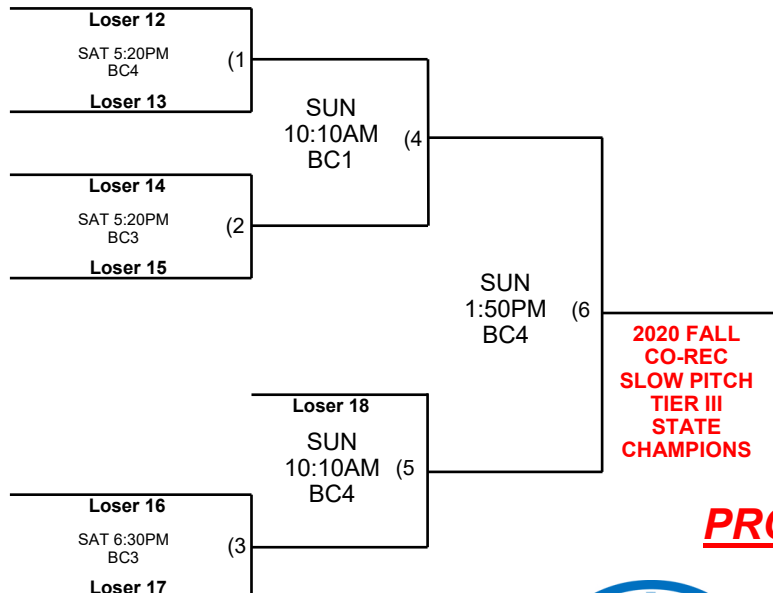 Loser 12
SAT 5:20PM
BC4
(1
Loser 13
SUN
10:10AM
BC1
(4
Loser 14
SAT 5:20PM
BC3
(2
Loser 15
SUN
1:50PM
BC4
(6
2020 FALL
CO-REC
SLOW PITCH
TIER III
STATE
CHAMPIONS
Loser 18
SUN
10:10AM
BC4
(5
Loser 16
SAT 6:30PM
BC3
(3
Loser 17